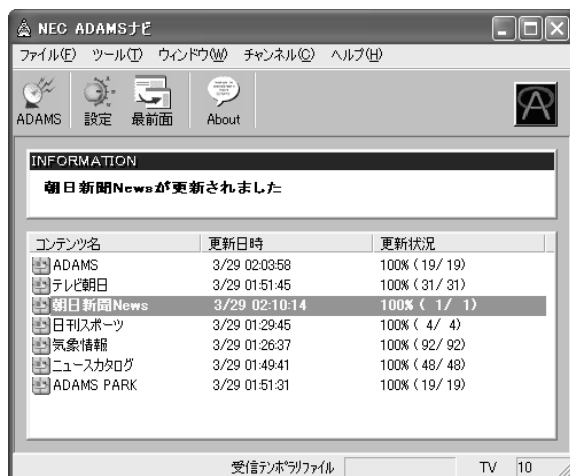 NEC ADAMSナビ
ファイル(F) ツール(T) ウィンドウ(W) チャンネル(C) ヘルプ(H)
ADAMS 設定 最前面 About
INFORMATION
朝日新聞Newsが更新されました
コンテンツ名 更新日時 更新状況
ADAMS 3/29 02:03:58 100% ( 19/ 19)
テレビ朝日 3/29 01:51:45 100% ( 31/ 31)
朝日新聞News 3/29 02:10:14 100% ( 1/ 1)
日刊スポーツ 3/29 01:29:45 100% ( 4/ 4)
気象情報 3/29 01:26:37 100% ( 92/ 92)
ニュースカタログ 3/29 01:49:41 100% ( 48/ 48)
ADAMS PARK 3/29 01:51:31 100% ( 19/ 19)
受信テンポラリファイル TV 10